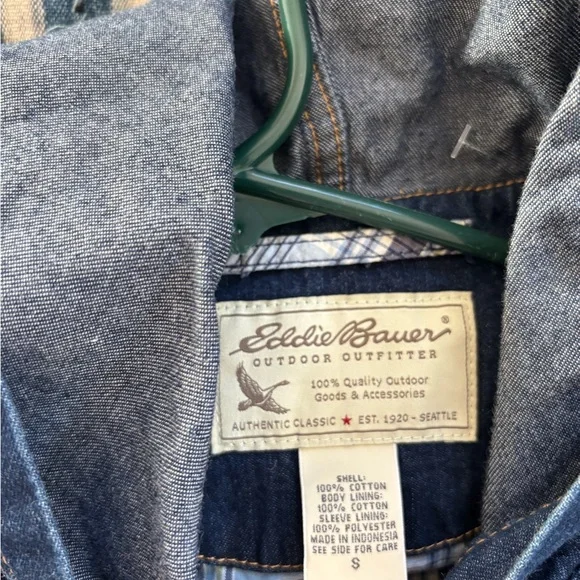 Eddie Bauer®
OUTDOOR OUTFITTER
100% Quality Outdoor
Goods & Accessories
AUTHENTIC CLASSIC ★ EST. 1920 - SEATTLE
SHELL:
100% COTTON
BODY LINING:
100% COTTON
SLEEVE LINING:
100% POLYESTER
MADE IN INDONESIA
SEE SIDE FOR CARE
S